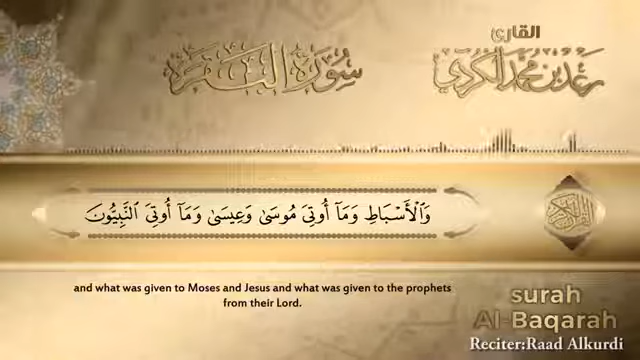 القارئ
رعد بن محمد الكردي
سورة البقرة
وَالْأَسْبَاطِ وَمَا أُوتِيَ مُوسَىٰ وَعِيسَىٰ وَمَا أُوتِيَ النَّبِيُّونَ
القرآن الكريم
and what was given to Moses and Jesus and what was given to the prophets
from their Lord.
surah
Al-Baqarah
Reciter:Raad Alkurdi